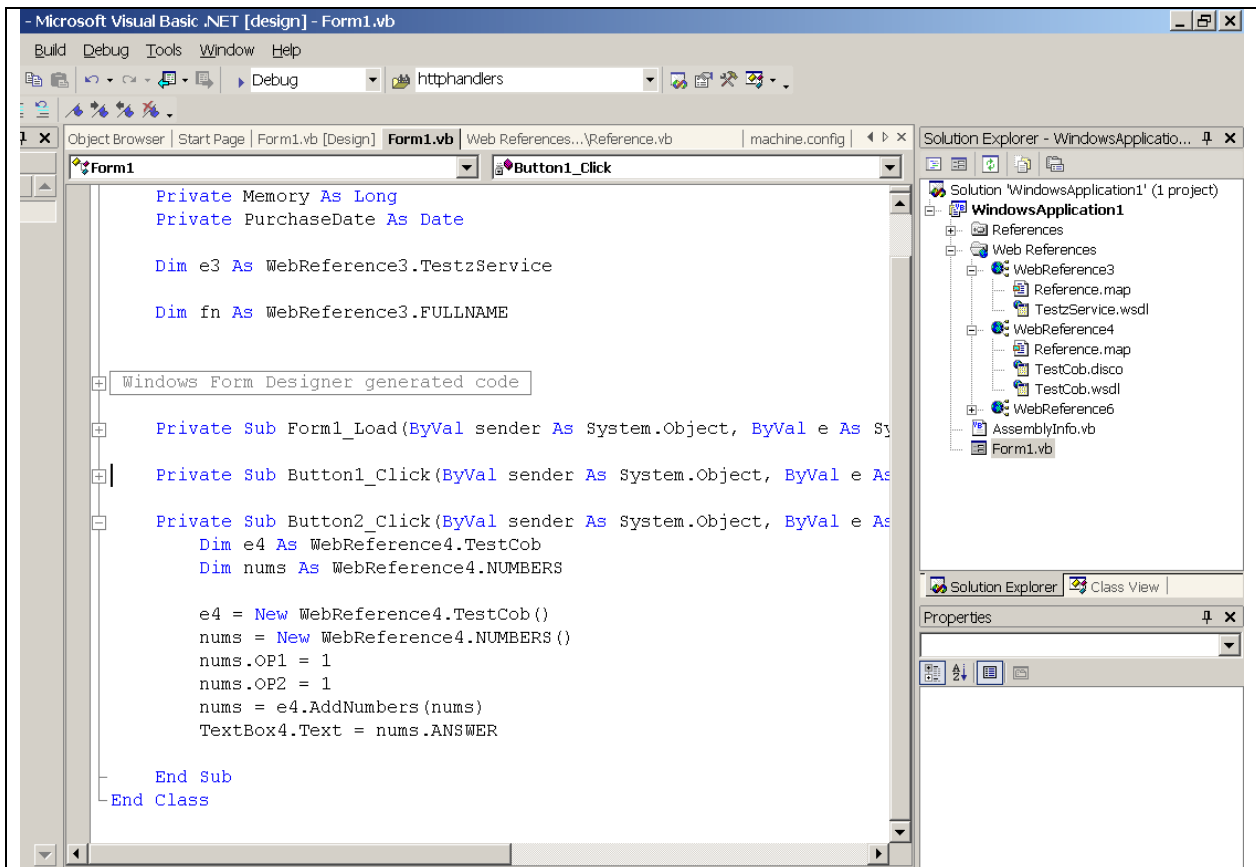 - Microsoft Visual Basic .NET [design] - Form1.vb
Build Debug Tools Window Help
Debug httphandlers
Object Browser Start Page Form1.vb [Design] Form1.vb Web References...\Reference.vb machine.config
Form1 Button1_Click
Private Memory As Long
Private PurchaseDate As Date
Dim e3 As WebReference3.TestzService
Dim fn As WebReference3.FULLNAME
Windows Form Designer generated code
Private Sub Form1_Load(ByVal sender As System.Object, ByVal e As Sy
Private Sub Button1_Click(ByVal sender As System.Object, ByVal e As
Private Sub Button2_Click(ByVal sender As System.Object, ByVal e As
Dim e4 As WebReference4.TestCob
Dim nums As WebReference4.NUMBERS
e4 = New WebReference4.TestCob()
nums = New WebReference4.NUMBERS()
nums.OP1 = 1
nums.OP2 = 1
nums = e4.AddNumbers(nums)
TextBox4.Text = nums.ANSWER
End Sub
End Class
Solution Explorer - WindowsApplicatio...
Solution 'WindowsApplication1' (1 project)
WindowsApplication1
References
Web References
WebReference3
Reference.map
TestzService.wsdl
WebReference4
Reference.map
TestCob.disco
TestCob.wsdl
WebReference6
AssemblyInfo.vb
Form1.vb
Solution Explorer Class View
Properties